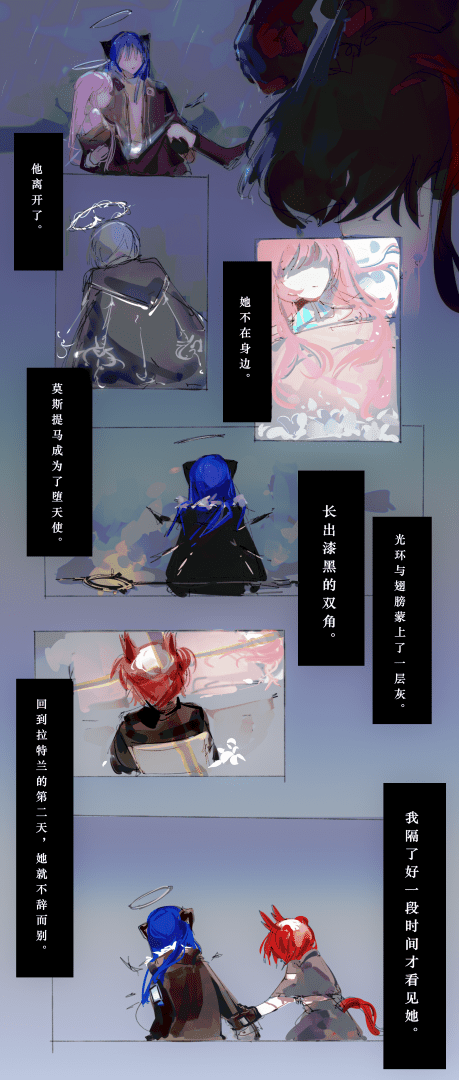 他离开了。
她不在身边。
莫斯提马成为了堕天使。
长出漆黑的双角。
光环与翅膀蒙上了一层灰。
回到拉特兰的第二天，她就不辞而别。
我隔了好一段时间才看见她。